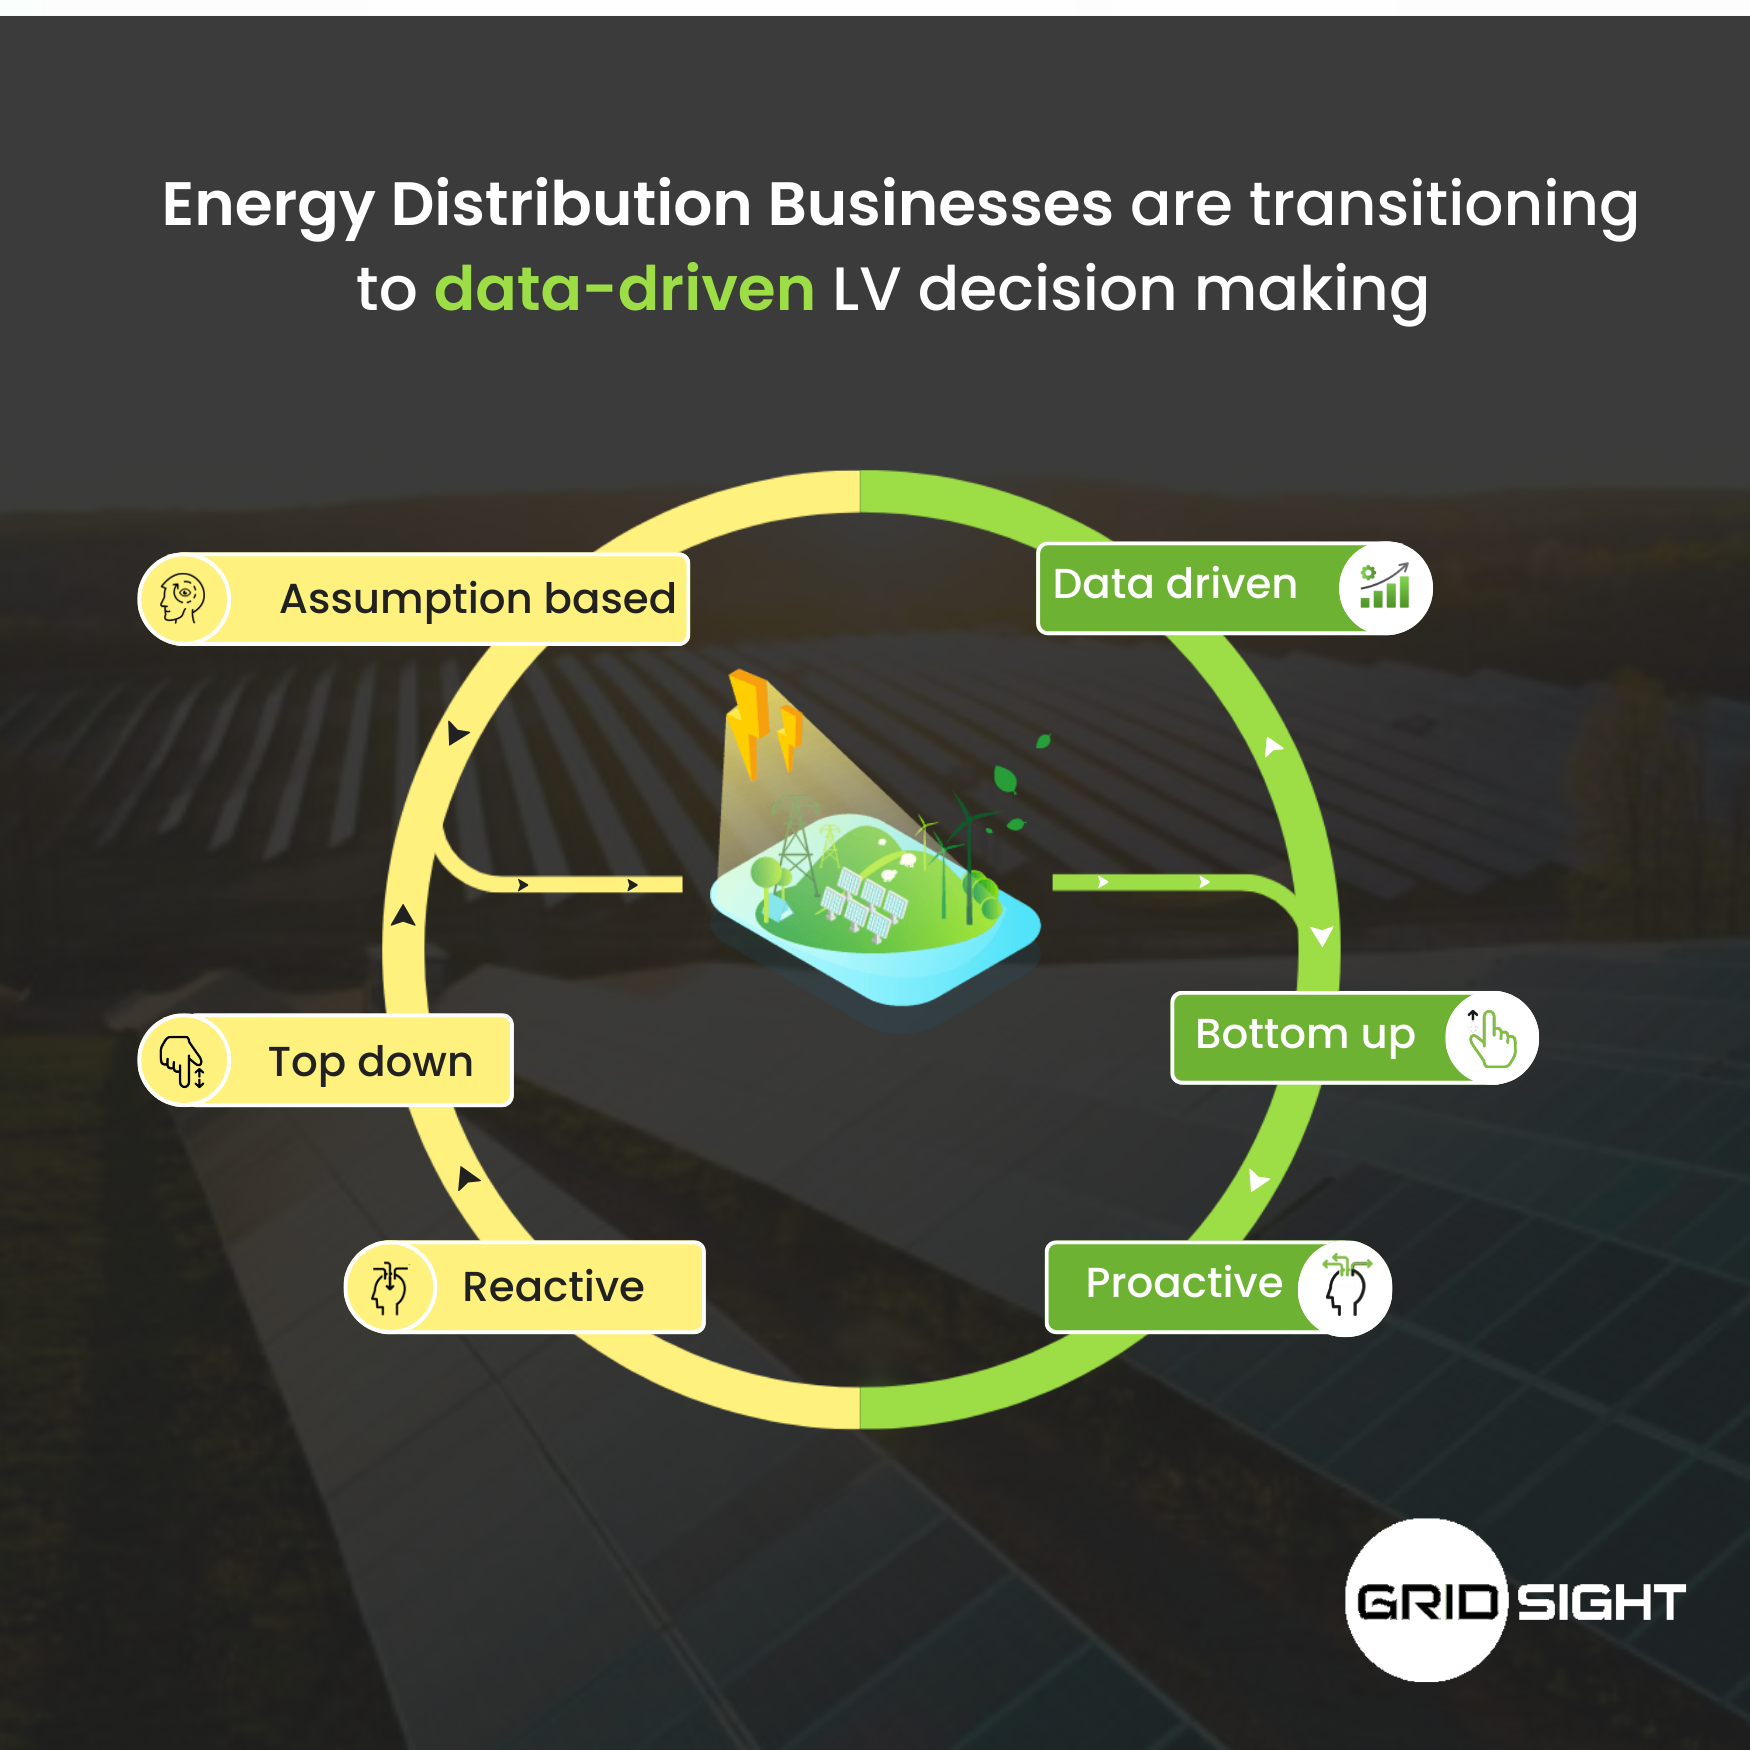 Energy Distribution Businesses are transitioning
to data-driven LV decision making
Assumption based
Data driven
Top down
Bottom up
Reactive
Proactive
GRID SIGHT